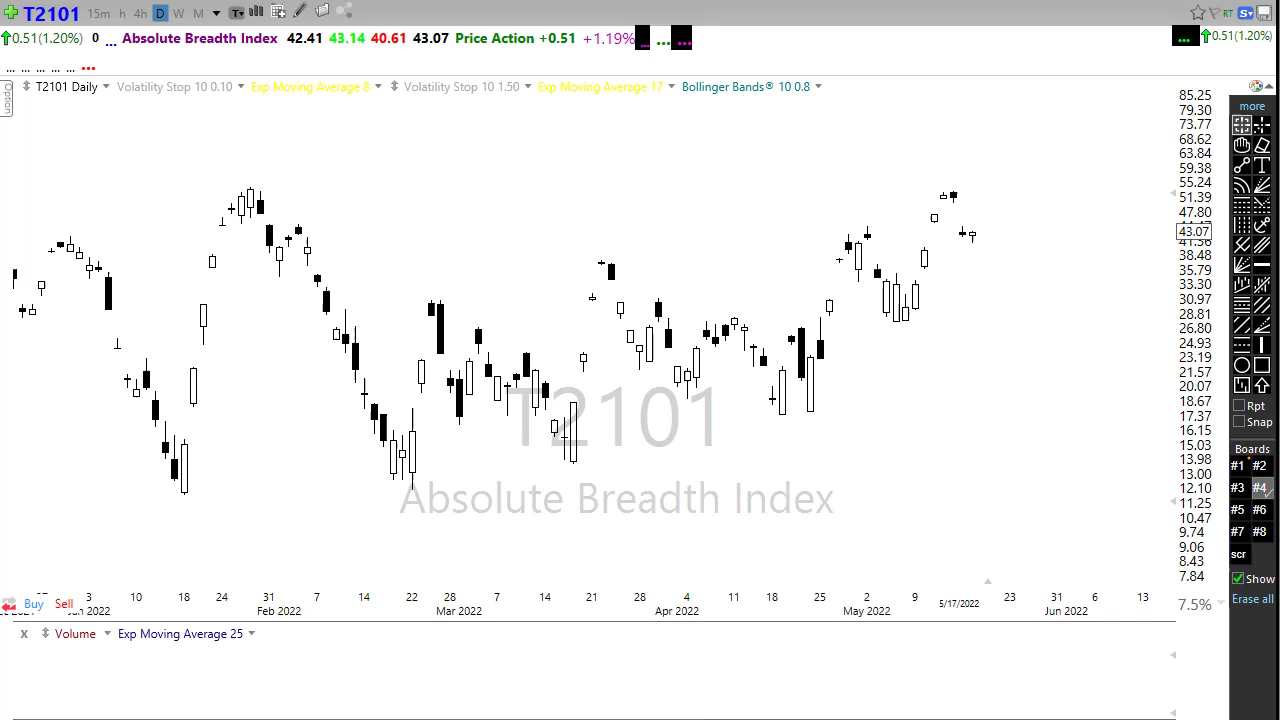 T2101 15m h 4h D W M T RT S
0.51(1.20%) 0 ... Absolute Breadth Index 42.41 43.14 40.61 43.07 Price Action +0.51 +1.19% ... ... ... ... 0.51(1.20%)
... ... ... ... ... ...
Option
T2101 Daily Volatility Stop 10 0.10 Exp Moving Average 8 Volatility Stop 10 1.50 Exp Moving Average 17 Bollinger Bands® 10 0.8
85.25
79.30
73.77
68.62
63.84
59.38
55.24
51.39
47.80
43.07
41.36
38.48
35.79
33.30
30.97
28.81
26.80
24.93
23.19
21.57
20.07
18.67
17.37
16.15
15.03
13.98
13.00
12.10
11.25
10.47
9.74
9.06
8.43
7.84
7.5%
T2101
Absolute Breadth Index
3 10 18 24 31 7 14 22 28 7 14 21 28 4 11 18 25 2 9 5/17/2022 23 31 6 13
2022 Feb 2022 Mar 2022 Apr 2022 May 2022 Jun 2022
Buy Sell
X Volume Exp Moving Average 25
more
T
Rpt
Snap
Boards
#1 #2
#3 #4
#5 #6
#7 #8
scr
Show
Erase all